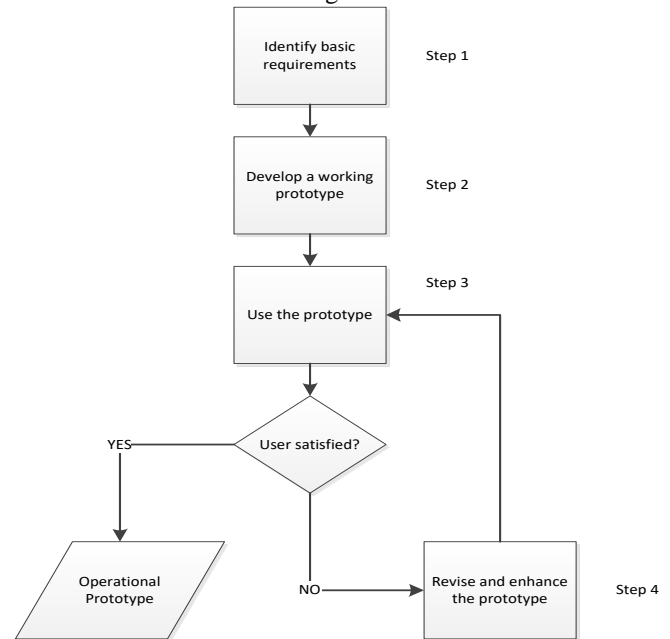 Identify basic
requirements
Step 1
Develop a working
prototype
Step 2
Step 3
Use the prototype
User satisfied?
YES
NO
Operational
Prototype
Revise and enhance
the prototype
Step 4